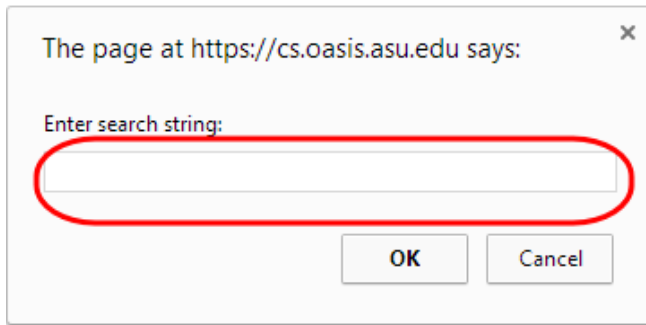 The page at https://cs.oasis.asu.edu says:
Enter search string:
OK Cancel